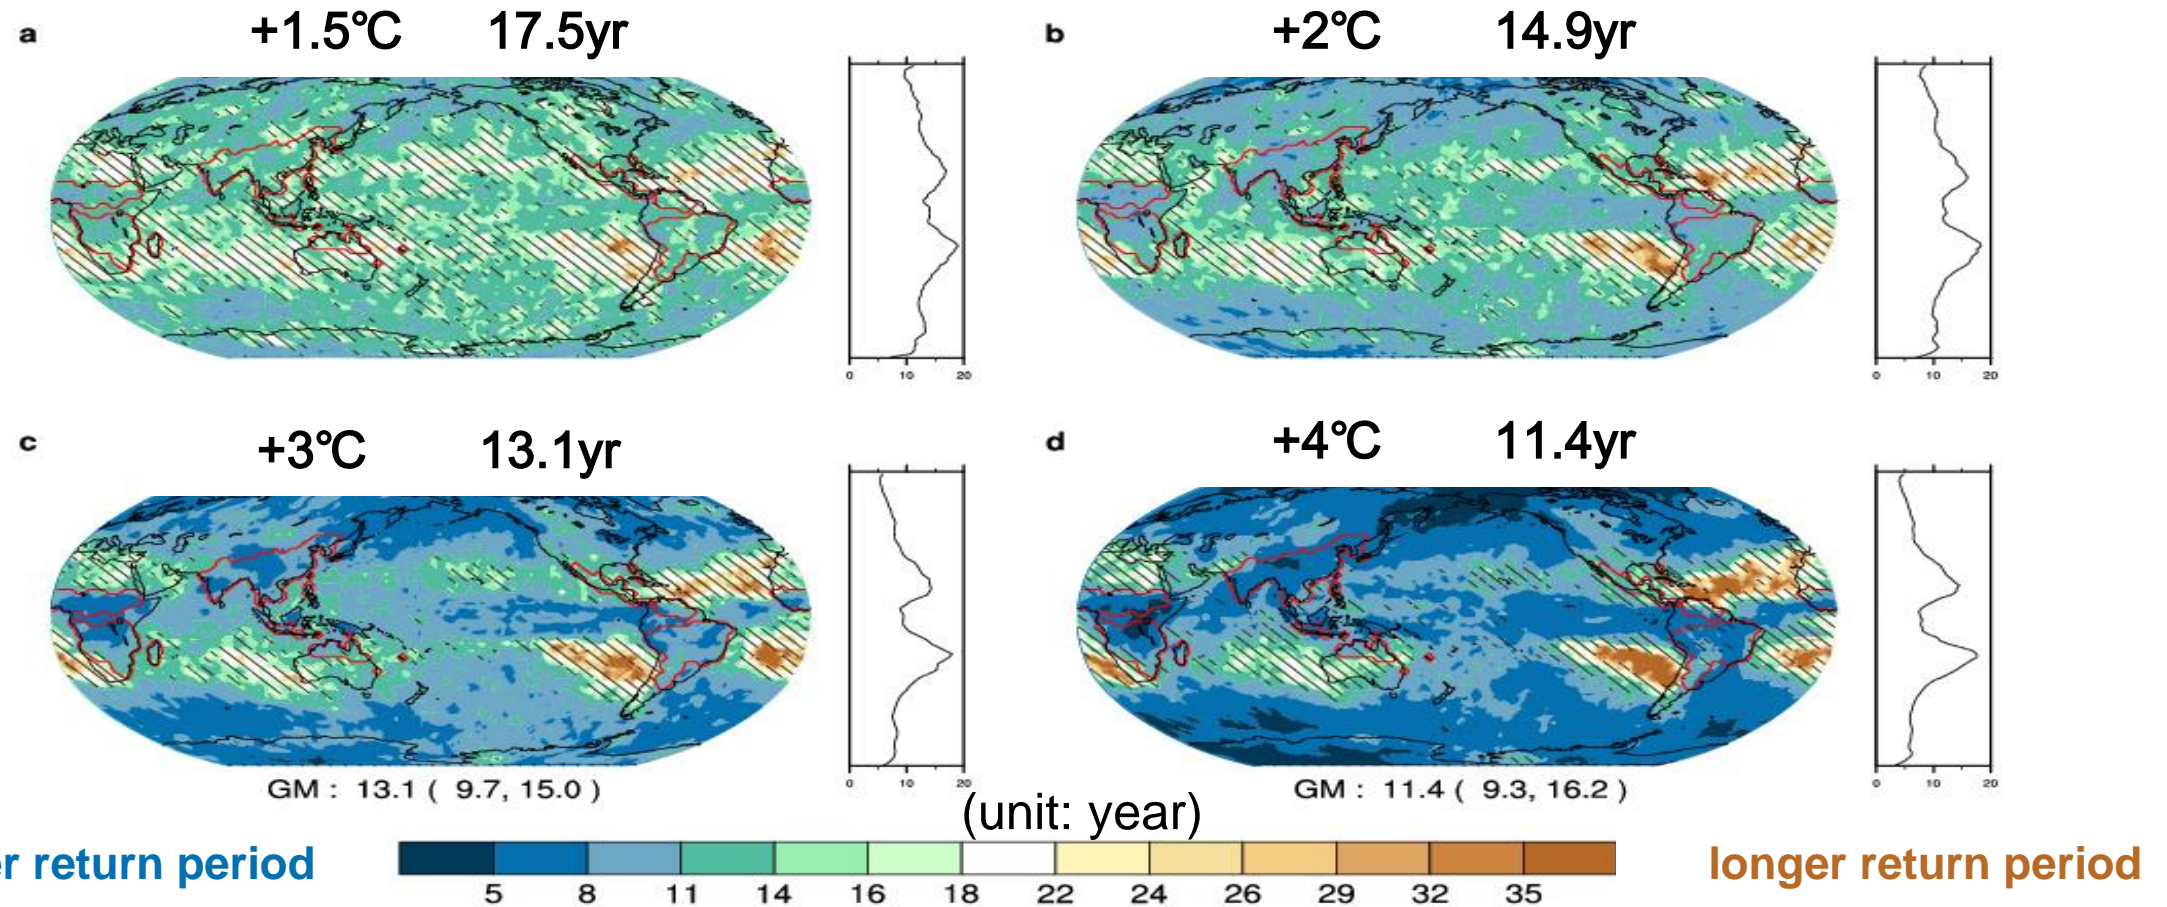 a
+1.5℃ 17.5yr
0 10 20
b
+2℃ 14.9yr
0 10 20
c
+3℃ 13.1yr
0 10 20
GM : 13.1 ( 9.7, 15.0 )
d
+4℃ 11.4yr
0 10 20
GM : 11.4 ( 9.3, 16.2 )
(unit: year)
er return period
5 8 11 14 16 18 22 24 26 29 32 35
longer return period